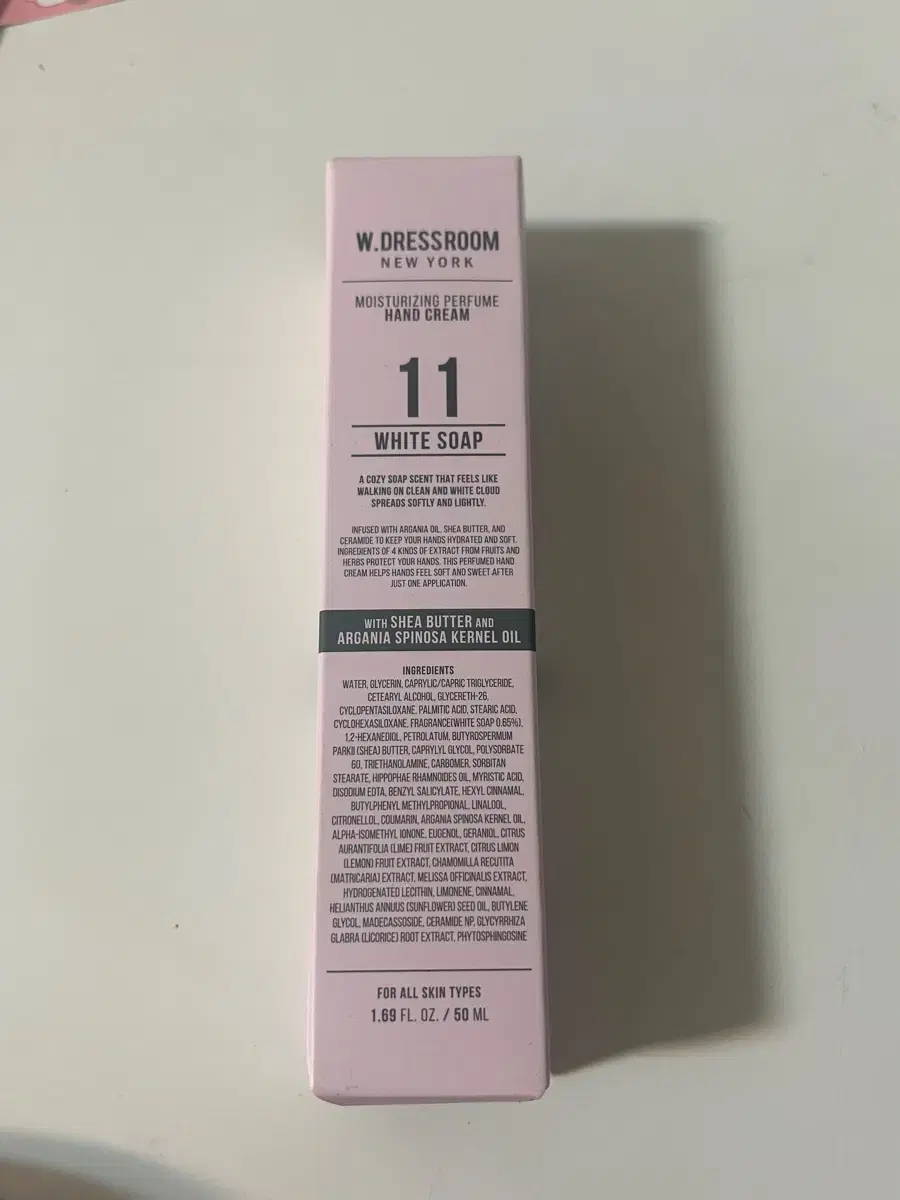 W.DRESSROOM
NEW YORK
MOISTURIZING PERFUME
HAND CREAM
11
WHITE SOAP
A COZY SOAP SCENT THAT FEELS LIKE
WALKING ON CLEAN AND WHITE CLOUD
SPREADS SOFTLY AND LIGHTLY.
INFUSED WITH ARGANIA OIL, SHEA BUTTER, AND
CERAMIDE TO KEEP YOUR HANDS HYDRATED AND SOFT.
INGREDIENTS OF 4 KINDS OF EXTRACT FROM FRUITS AND
HERBS PROTECT YOUR HANDS. THIS PERFUMED HAND
CREAM HELPS HANDS FEEL SOFT AND SWEET AFTER
JUST ONE APPLICATION.
WITH SHEA BUTTER AND
ARGANIA SPINOSA KERNEL OIL
INGREDIENTS
WATER, GLYCERIN, CAPRYLIC/CAPRIC TRIGLYCERIDE,
CETEARYL ALCOHOL, GLYCERETH-26,
CYCLOPENTASILOXANE, PALMITIC ACID, STEARIC ACID,
CYCLOHEXASILOXANE, FRAGRANCE(WHITE SOAP 0.65%),
1,2-HEXANEDIOL, PETROLATUM, BUTYROSPERMUM
PARKII (SHEA) BUTTER, CAPRYLYL GLYCOL, POLYSORBATE
60, TRIETHANOLAMINE, CARBOMER, SORBITAN
STEARATE, HIPPOPHAE RHAMNOIDES OIL, MYRISTIC ACID,
DISODIUM EDTA, BENZYL SALICYLATE, HEXYL CINNAMAL,
BUTYLPHENYL METHYLPROPIONAL, LINALOOL,
CITRONELLOL, COUMARIN, ARGANIA SPINOSA KERNEL OIL,
ALPHA-ISOMETHYL IONONE, EUGENOL, GERANIOL, CITRUS
AURANTIFOLIA (LIME) FRUIT EXTRACT, CITRUS LIMON
(LEMON) FRUIT EXTRACT, CHAMOMILLA RECUTITA
(MATRICARIA) EXTRACT, MELISSA OFFICINALIS EXTRACT,
HYDROGENATED LECITHIN, LIMONENE, CINNAMAL,
HELIANTHUS ANNUUS (SUNFLOWER) SEED OIL, BUTYLENE
GLYCOL, MADECASSOSIDE, CERAMIDE NP, GLYCYRRHIZA
GLABRA (LICORICE) ROOT EXTRACT, PHYTOSPHINGOSINE
FOR ALL SKIN TYPES
1.69 FL. OZ. / 50 ML